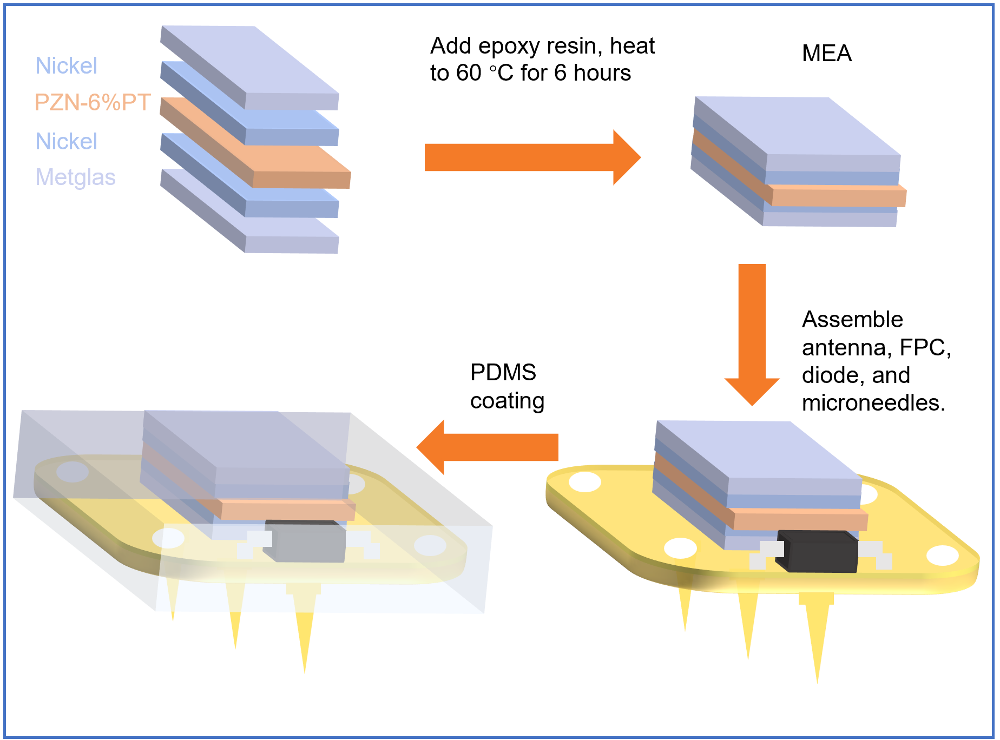 Nickel
PZN-6%PT
Nickel
Metglas
Add epoxy resin, heat
to 60 °C for 6 hours
MEA
Assemble
antenna, FPC,
diode, and
microneedles.
PDMS
coating